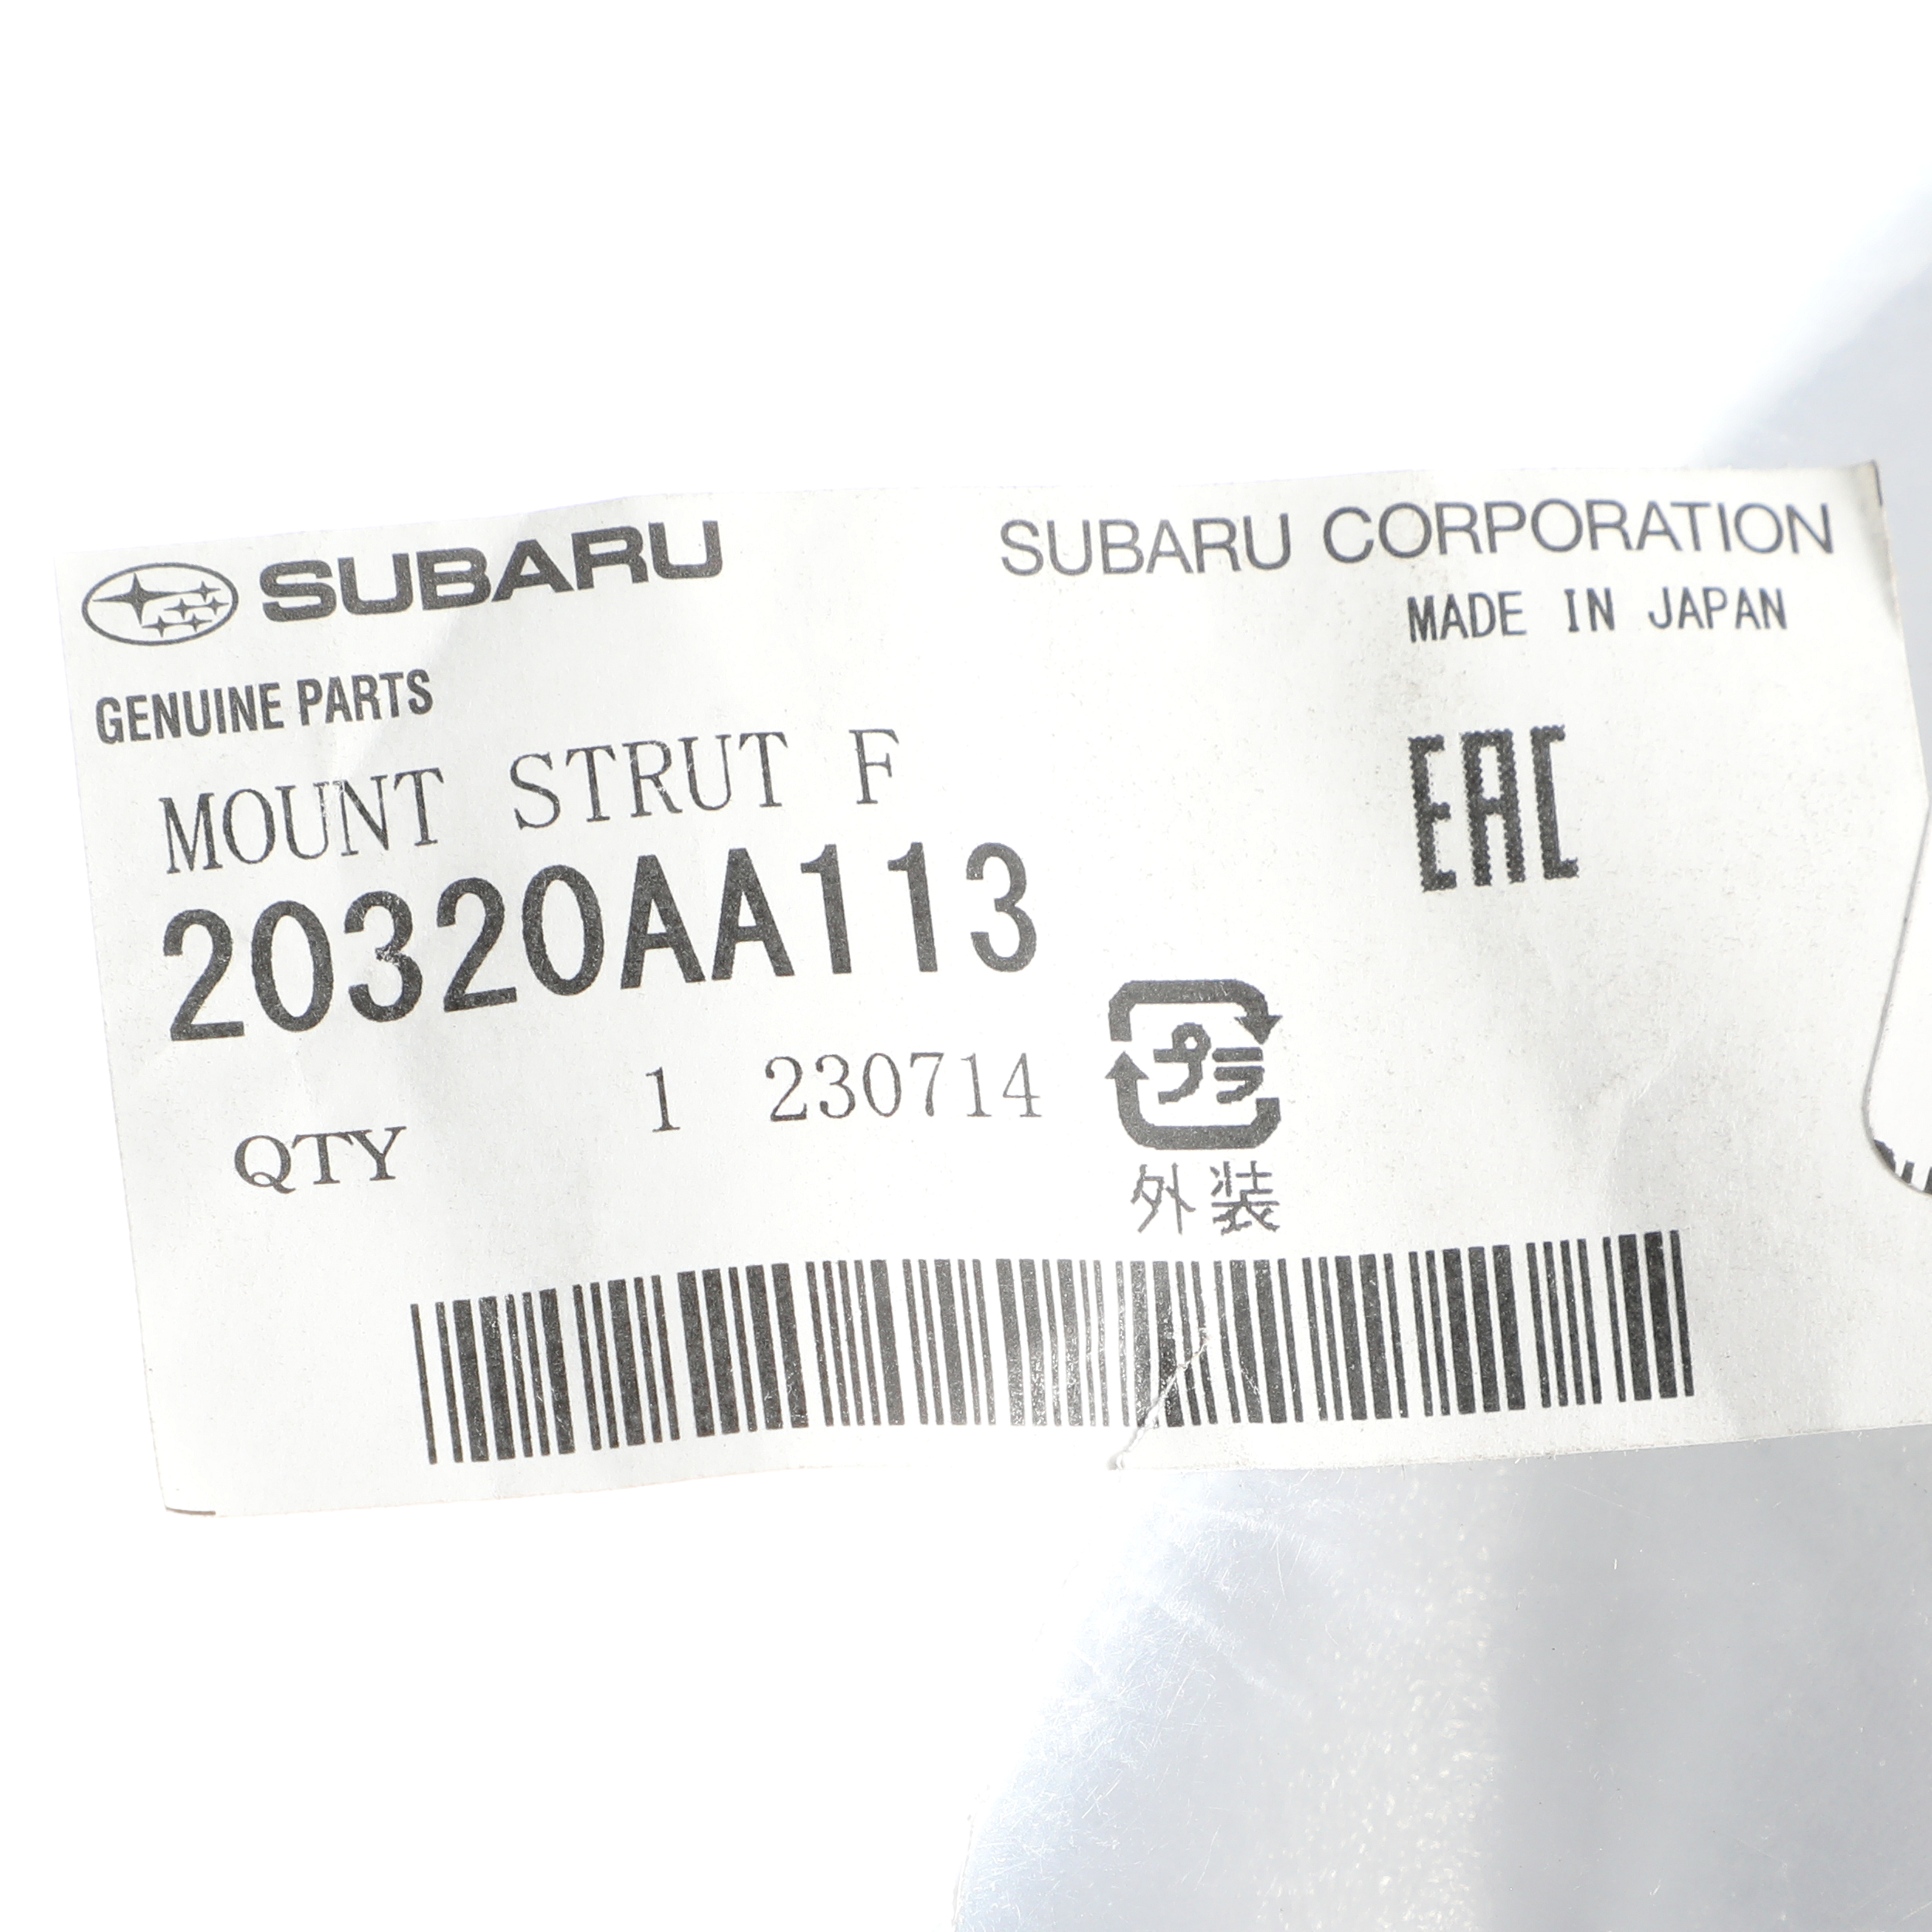 SUBARU
SUBARU CORPORATION
MADE IN JAPAN
GENUINE PARTS
MOUNT STRUT F
EAC
20320AA113
プラ
QTY 1 230714
外装